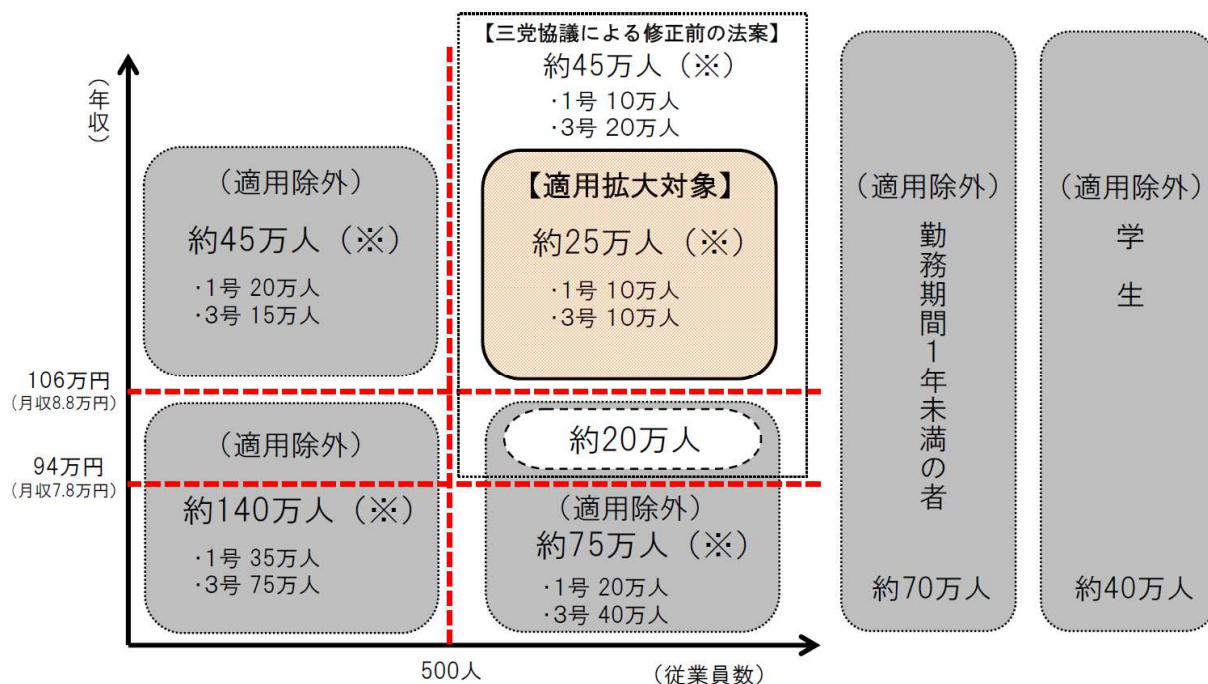 (年収)
【三党協議による修正前の法案】
約45万人（※）
・1号 10万人
・3号 20万人
（適用除外）
約45万人（※）
・1号 20万人
・3号 15万人
【適用拡大対象】
約25万人（※）
・1号 10万人
・3号 10万人
106万円
（月収8.8万円）
94万円
（月収7.8万円）
（適用除外）
約140万人（※）
・1号 35万人
・3号 75万人
約20万人
（適用除外）
約75万人（※）
・1号 20万人
・3号 40万人
500人
（従業員数）
（適用除外）
勤務期間1年未満の者
約70万人
（適用除外）
学生
約40万人